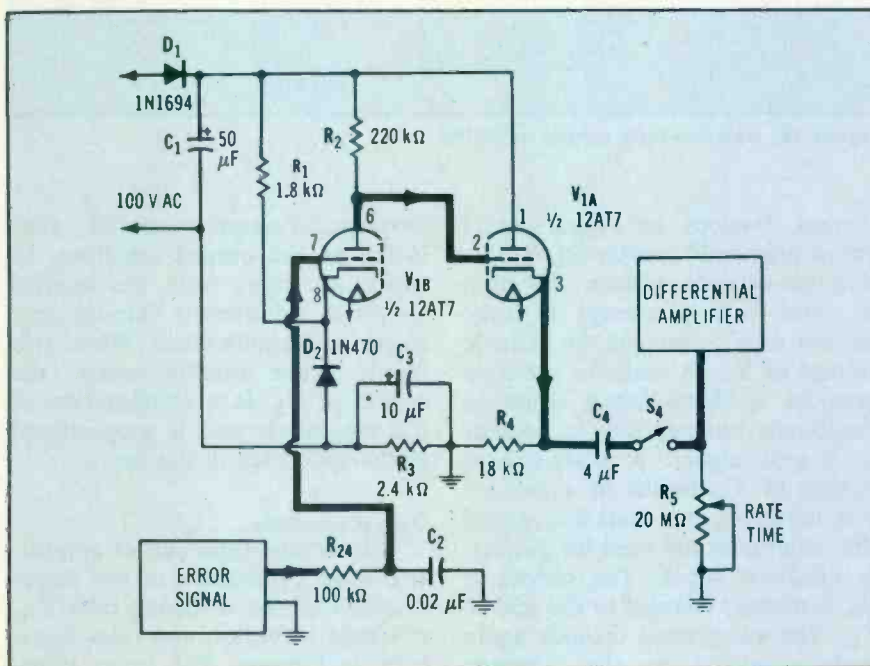 D1
1N1694
C1
+
50
μF
100 V AC
R1
1.8 kΩ
R2
220 kΩ
6
7
8
V1B
½ 12AT7
V1A
½ 12AT7
1
2
3
D2 1N470
C3
+
10 μF
R3
2.4 kΩ
R4
18 kΩ
C4
4 μF
S4
DIFFERENTIAL
AMPLIFIER
R5
20 MΩ
RATE
TIME
ERROR
SIGNAL
R24
100 kΩ
C2
0.02 μF